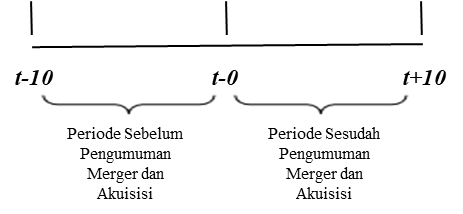 t-10 t-0 t+10
Periode Sebelum
Pengumuman
Merger dan
Akuisisi
Periode Sesudah
Pengumuman
Merger dan
Akuisisi